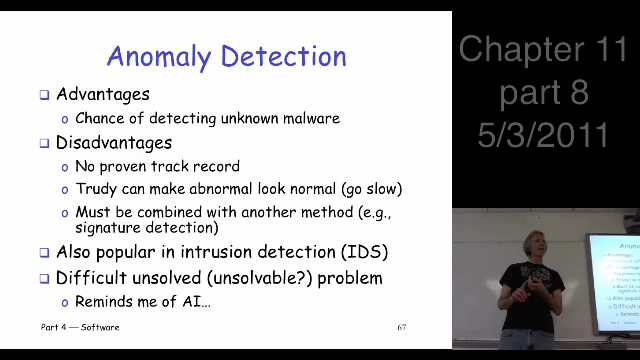 Anomaly Detection
Advantages
Chance of detecting unknown malware
Disadvantages
No proven track record
Trudy can make abnormal look normal (go slow)
Must be combined with another method (e.g.,
signature detection)
Also popular in intrusion detection (IDS)
Difficult unsolved (unsolvable?) problem
Reminds me of AI…
Part 4 — Software
67
Chapter 11
part 8
5/3/2011